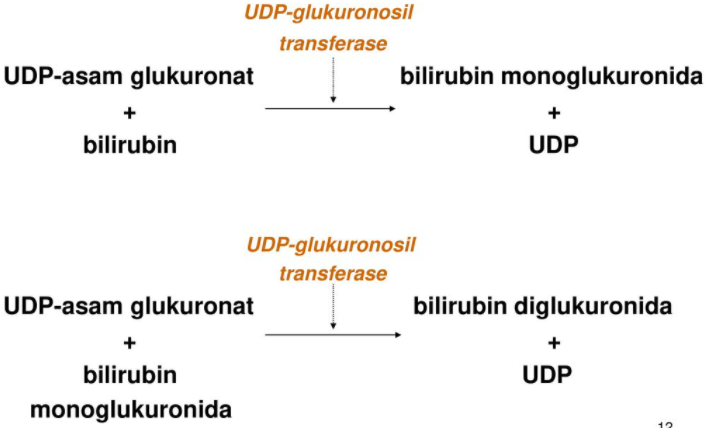 UDP-glukuronosil
transferase
UDP-asam glukuronat
+
bilirubin
bilirubin monoglukuronida
+
UDP
UDP-glukuronosil
transferase
UDP-asam glukuronat
+
bilirubin
monoglukuronida
bilirubin diglukuronida
+
UDP